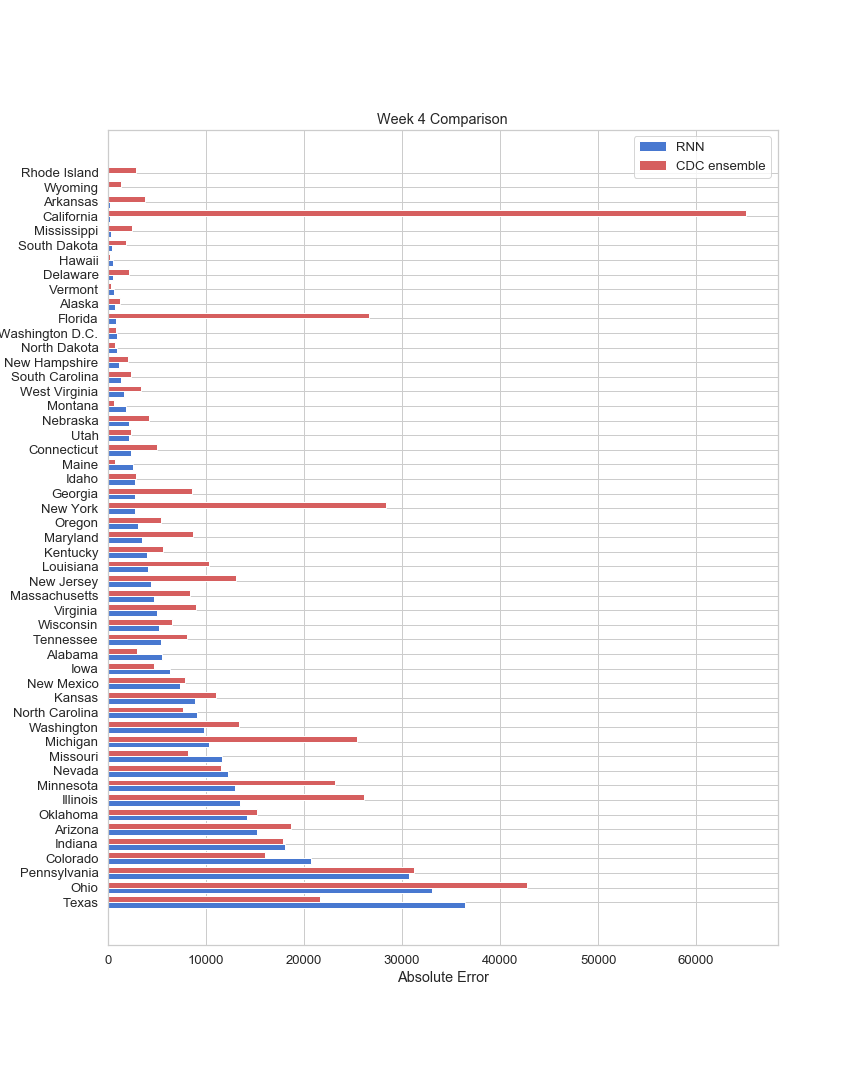 Week 4 Comparison
RNN
CDC ensemble
Rhode Island
Wyoming
Arkansas
California
Mississippi
South Dakota
Hawaii
Delaware
Vermont
Alaska
Florida
Washington D.C.
North Dakota
New Hampshire
South Carolina
West Virginia
Montana
Nebraska
Utah
Connecticut
Maine
Idaho
Georgia
New York
Oregon
Maryland
Kentucky
Louisiana
New Jersey
Massachusetts
Virginia
Wisconsin
Tennessee
Alabama
Iowa
New Mexico
Kansas
North Carolina
Washington
Michigan
Missouri
Nevada
Minnesota
Illinois
Oklahoma
Arizona
Indiana
Colorado
Pennsylvania
Ohio
Texas
0 10000 20000 30000 40000 50000 60000
Absolute Error